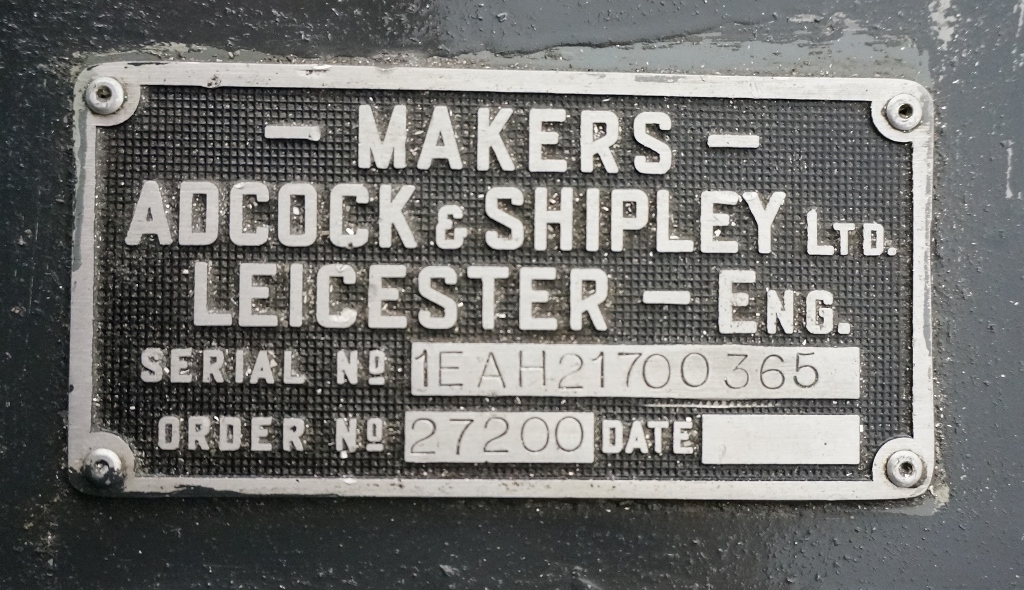 — MAKERS —
ADCOCK & SHIPLEY LTD.
LEICESTER — ENG.
SERIAL Nº 1EAH21700365
ORDER Nº 27200 DATE